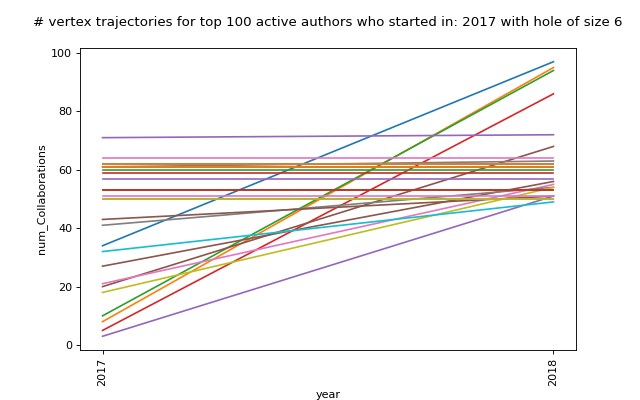 # vertex trajectories for top 100 active authors who started in: 2017 with hole of size 6
100
80
60
40
20
0
num_Collaborations
2017
2018
year